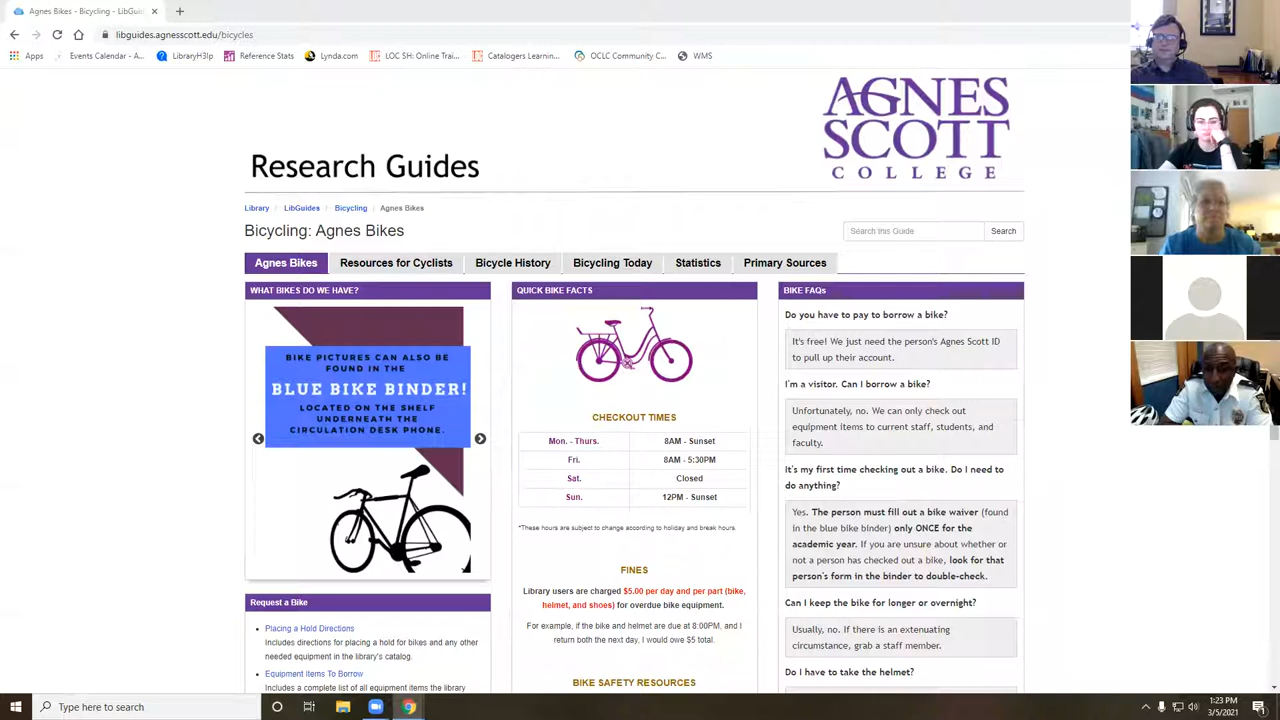 Agnes Bikes - Bicycling - LibGui
libguides.agnesscott.edu/bicycles
Apps
Events Calendar - A...
LibraryH3lp
Reference Stats
Lynda.com
LOC SH: Online Trai...
Catalogers Learnin...
OCLC Community C...
WMS
AGNES
SCOTT
COLLEGE
Research Guides
Library / LibGuides / Bicycling / Agnes Bikes
Bicycling: Agnes Bikes
Search this Guide
Search
Agnes Bikes
Resources for Cyclists
Bicycle History
Bicycling Today
Statistics
Primary Sources
WHAT BIKES DO WE HAVE?
BIKE PICTURES CAN ALSO BE
FOUND IN THE
BLUE BIKE BINDER!
LOCATED ON THE SHELF
UNDERNEATH THE
CIRCULATION DESK PHONE.
Request a Bike
Placing a Hold Directions
Includes directions for placing a hold for bikes and any other
needed equipment in the library's catalog.
Equipment Items To Borrow
Includes a complete list of all equipment items the library
QUICK BIKE FACTS
CHECKOUT TIMES
Mon. - Thurs. 8AM - Sunset
Fri. 8AM - 5:30PM
Sat. Closed
Sun. 12PM - Sunset
*These hours are subject to change according to holiday and break hours.
FINES
Library users are charged $5.00 per day and per part (bike,
helmet, and shoes) for overdue bike equipment.
For example, if the bike and helmet are due at 8:00PM, and I
return both the next day, I would owe $5 total.
BIKE SAFETY RESOURCES
BIKE FAQs
Do you have to pay to borrow a bike?
It's free! We just need the person's Agnes Scott ID
to pull up their account.
I'm a visitor. Can I borrow a bike?
Unfortunately, no. We can only check out
equipment items to current staff, students, and
faculty.
It's my first time checking out a bike. Do I need to
do anything?
Yes. The person must fill out a bike waiver (found
in the blue bike binder) only ONCE for the
academic year. If you are unsure about whether or
not a person has checked out a bike, look for that
person's form in the binder to double-check.
Can I keep the bike for longer or overnight?
Usually, no. If there is an extenuating
circumstance, grab a staff member.
Do I have to take the helmet?
Type here to search
1:23 PM
3/5/2021